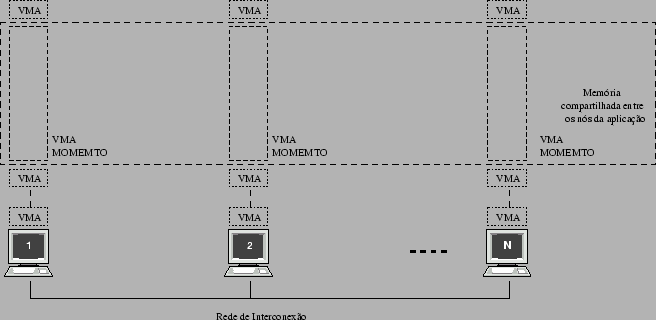 VMA VMA VMA
Memória
compartilhada entre
os nós da aplicação
VMA VMA VMA
MOMEMTO MOMEMTO MOMEMTO
VMA VMA VMA
VMA VMA VMA
1 2 N
Rede de Interconexão